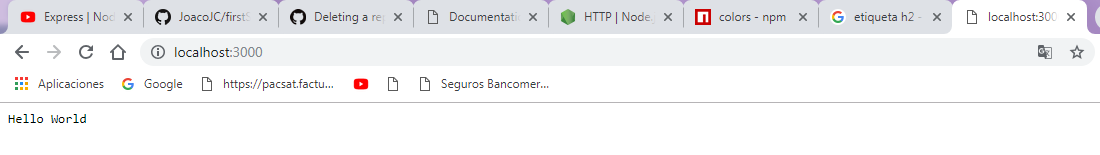 Express | Nod
JoacoJC/first
Deleting a re
Documentati
HTTP | Node.
colors - npm
etiqueta h2 -
localhost:300
localhost:3000
Aplicaciones
Google
https://pacsat.factu...
Seguros Bancomer...
Hello World